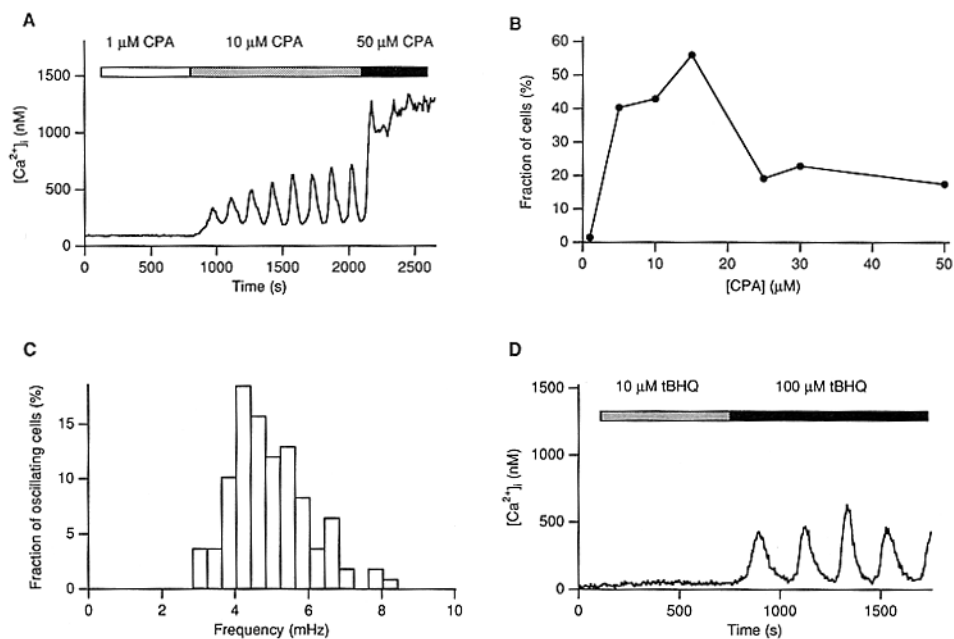 A
1 µM CPA 10 µM CPA 50 µM CPA
1500
1000
500
0
[Ca²⁺]i (nM)
0 500 1000 1500 2000 2500
Time (s)
B
60
50
40
30
20
10
0
Fraction of cells (%)
0 10 20 30 40 50
[CPA] (µM)
C
15
10
5
0
Fraction of oscillating cells (%)
0 2 4 6 8 10
Frequency (mHz)
D
10 µM tBHQ 100 µM tBHQ
1500
1000
500
0
[Ca²⁺]i (nM)
0 500 1000 1500
Time (s)